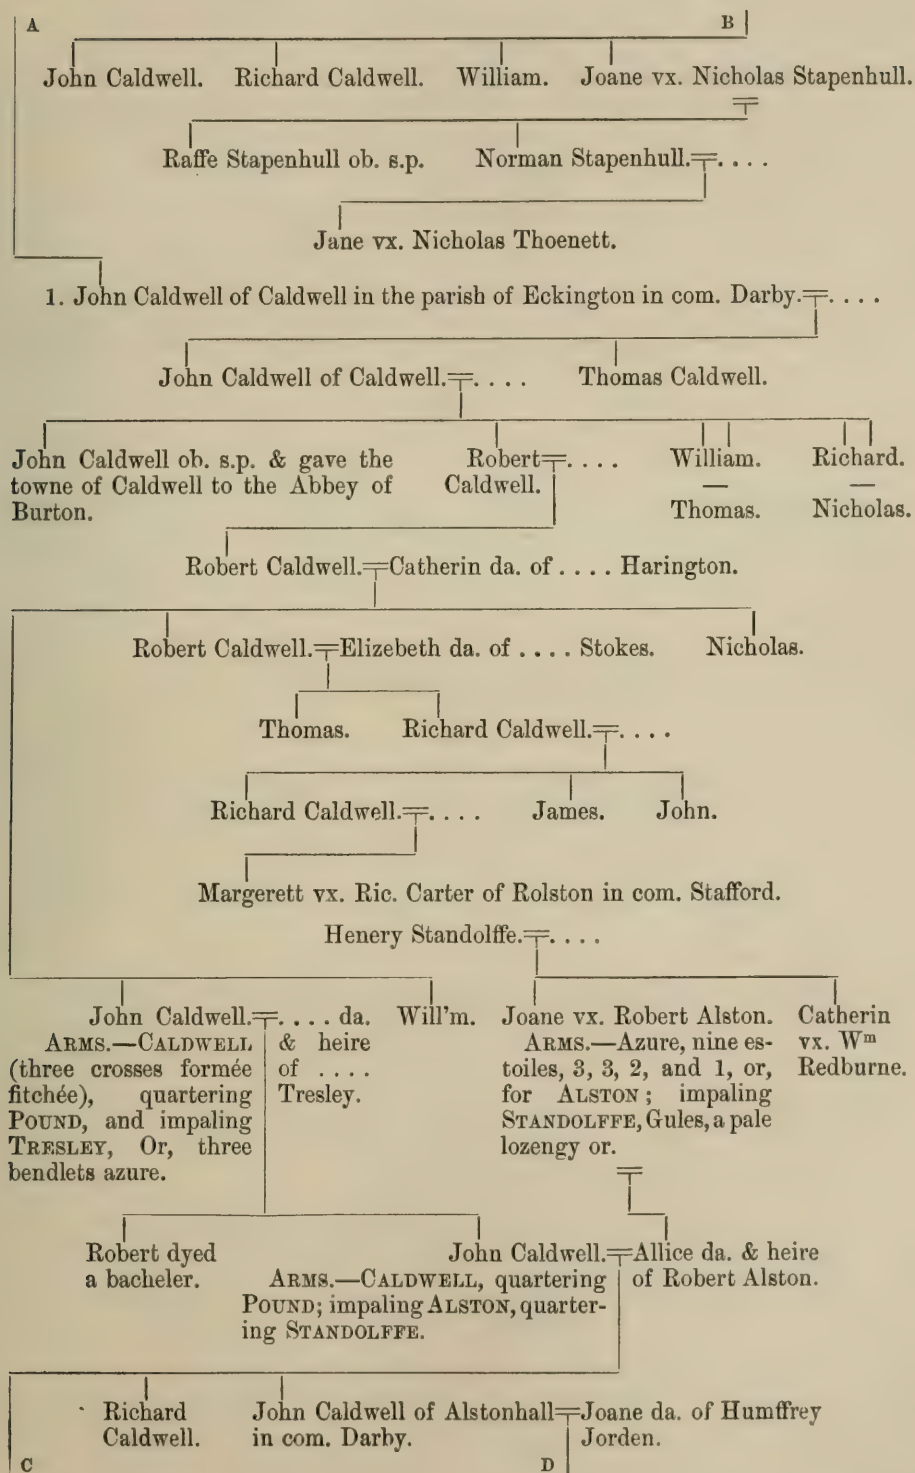 A B
John Caldwell. Richard Caldwell. William. Joane vx. Nicholas Stapenhull.
Raffe Stapenhull ob. s.p. Norman Stapenhull. . . . .
Jane vx. Nicholas Thoenett.
1. John Caldwell of Caldwell in the parish of Eckington in com. Darby. . . . .
John Caldwell of Caldwell. . . . . Thomas Caldwell.
John Caldwell ob. s.p. & gave the
towne of Caldwell to the Abbey of
Burton.
Robert . . . .
Caldwell.
William.
—
Thomas.
Richard.
—
Nicholas.
Robert Caldwell. Catherin da. of . . . . Harington.
Robert Caldwell. Elizebeth da. of . . . . Stokes. Nicholas.
Thomas. Richard Caldwell. . . . .
Richard Caldwell. . . . . James. John.
Margerett vx. Ric. Carter of Rolston in com. Stafford.
Henery Standolffe. . . . .
John Caldwell.
ARMS.—CALDWELL
(three crosses formée
fitchée), quartering
POUND, and impaling
TRESLEY, Or, three
bendlets azure.
. . . . da.
& heire
of . . . .
Tresley.
Will'm.
Joane vx. Robert Alston.
ARMS.—Azure, nine es-
toiles, 3, 3, 2, and 1, or,
for ALSTON; impaling
STANDOLFFE, Gules, a pale
lozengy or.
Catherin
vx. Wm
Redburne.
Robert dyed
a bacheler.
John Caldwell.
ARMS.—CALDWELL, quartering
POUND; impaling ALSTON, quarter-
ing STANDOLFFE.
Allice da. & heire
of Robert Alston.
Richard
Caldwell.
John Caldwell of Alstonhall
in com. Darby.
Joane da. of Humffrey
Jorden.
C D